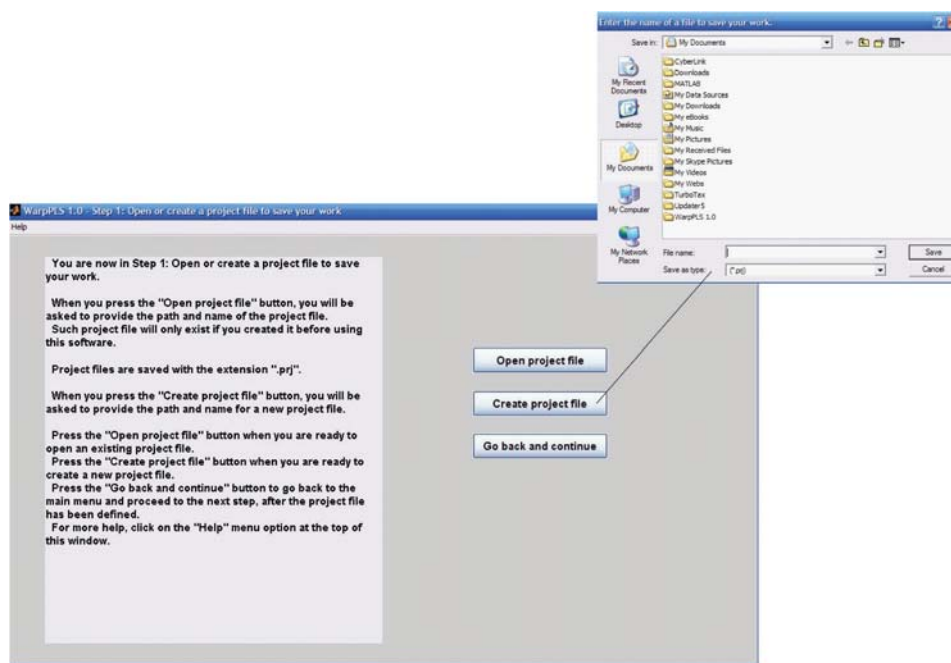 Enter the name of a file to save your work.
Save in:
My Documents
My Recent
Documents
Desktop
My Documents
My Computer
My Network
Places
CyberLink
Downloads
MATLAB
My Data Sources
My Downloads
My eBooks
My Music
My Pictures
My Received Files
My Skype Pictures
My Videos
My Webs
TurboTax
Updater5
WarpPLS 1.0
File name:
Save
Save as type:
(*.prj)
Cancel
WarpPLS 1.0 - Step 1: Open or create a project file to save your work
Help
You are now in Step 1: Open or create a project file to save
your work.
When you press the "Open project file" button, you will be
asked to provide the path and name of the project file.
Such project file will only exist if you created it before using
this software.
Project files are saved with the extension ".prj".
When you press the "Create project file" button, you will be
asked to provide the path and name for a new project file.
Press the "Open project file" button when you are ready to
open an existing project file.
Press the "Create project file" button when you are ready to
create a new project file.
Press the "Go back and continue" button to go back to the
main menu and proceed to the next step, after the project file
has been defined.
For more help, click on the "Help" menu option at the top of
this window.
Open project file
Create project file
Go back and continue